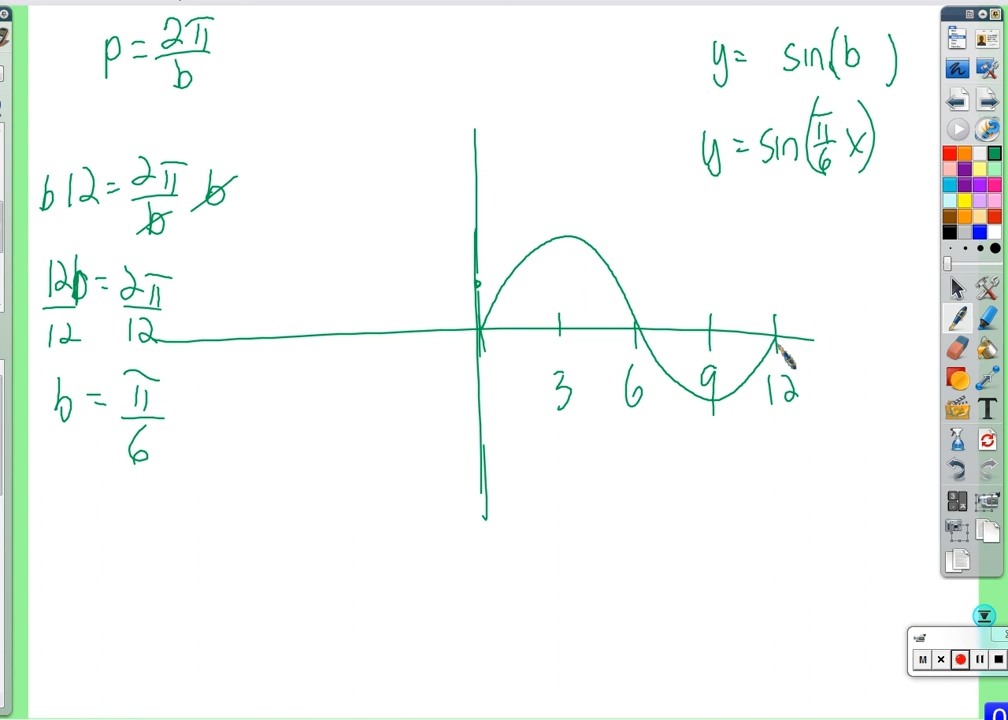 p = 2π/b
y = sin(b )
y = sin(π/6 x)
b12 = 2π/b b
12b/12 = 2π/12
b = π/6
3 6 9 12
T
M